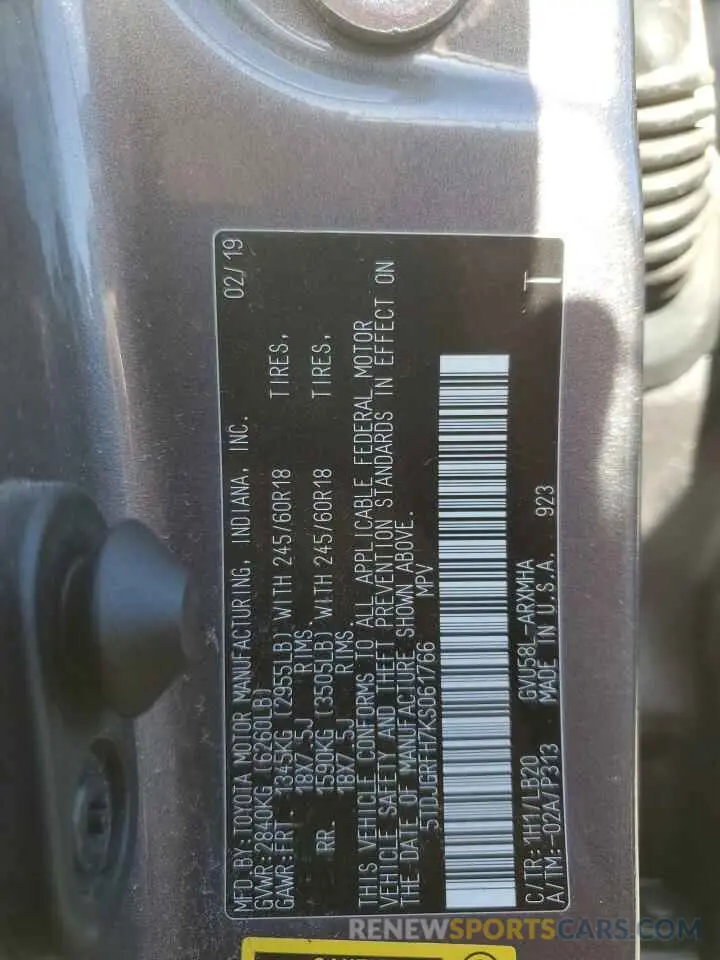 MFD.BY:TOYOTA MOTOR MANUFACTURING, INDIANA, INC. 02/19
GVWR:2840KG (6260LB)
GAWR:FRT. 1345KG (2955LB) WITH 245/60R18 TIRES,
18X7.5J RIMS
RR. 1590KG (3505LB) WITH 245/60R18 TIRES,
18X7.5J RIMS
THIS VEHICLE CONFORMS TO ALL APPLICABLE FEDERAL MOTOR
VEHICLE SAFETY AND THEFT PREVENTION STANDARDS IN EFFECT ON
THE DATE OF MANUFACTURE SHOWN ABOVE.
5TDJGRFH7KS061766 MPV
C/TR:1H1/LB20 GVU58L-ARXMHA T
A/TM:-02A/P313 MADE IN U.S.A. 923
RENEWSPORTSCARS.COM